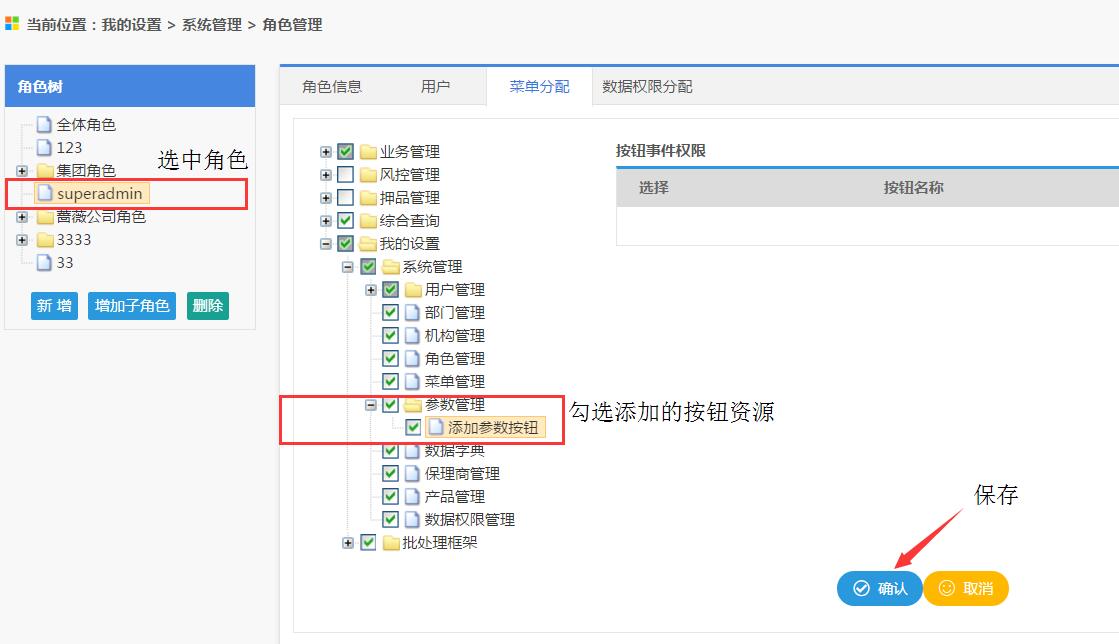 当前位置：我的设置 > 系统管理 > 角色管理
角色树
全体角色
123
集团角色
选中角色
superadmin
蔷薇公司角色
3333
33
新 增 增加子角色 删除
角色信息 用户 菜单分配 数据权限分配
业务管理
风控管理
押品管理
综合查询
我的设置
系统管理
用户管理
部门管理
机构管理
角色管理
菜单管理
参数管理
添加参数按钮
勾选添加的按钮资源
数据字典
保理商管理
产品管理
数据权限管理
批处理框架
按钮事件权限
选择 按钮名称
保存
确认 取消